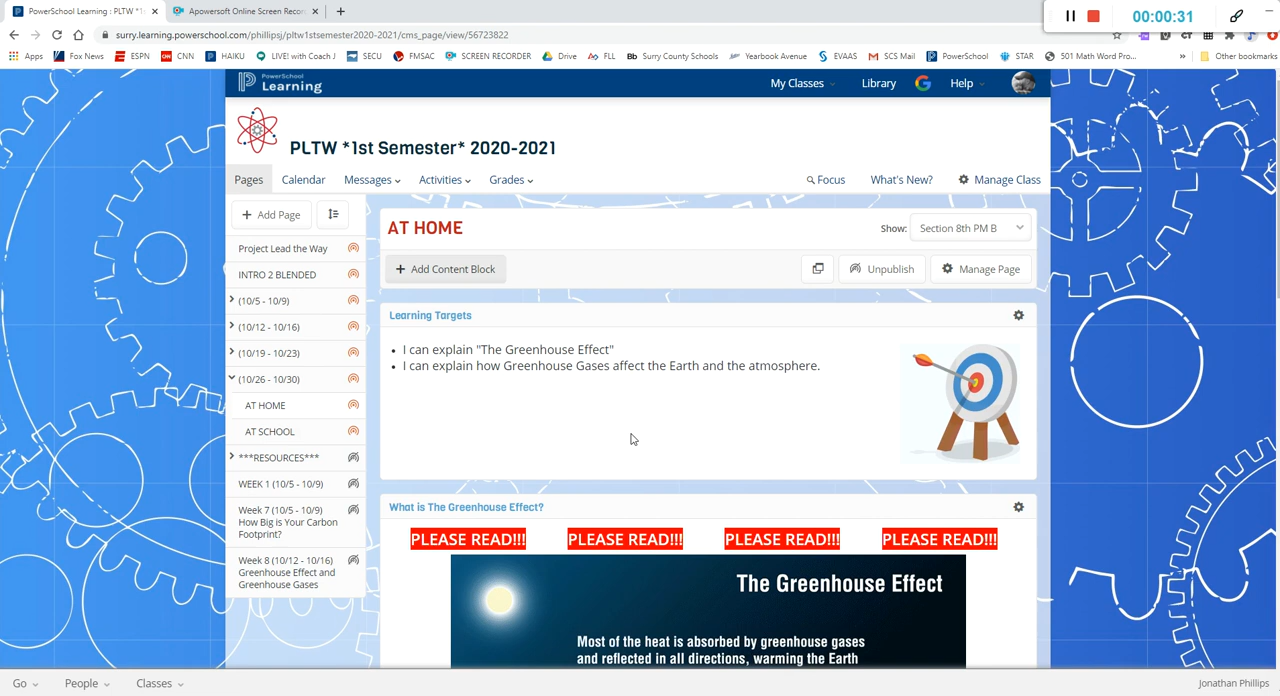 PowerSchool Learning : PLTW *1s
Apowersoft Online Screen Recor
00:00:31
surry.learning.powerschool.com/phillipsj/pltw1stsemester2020-2021/cms_page/view/56723822
Apps
Fox News
ESPN
CNN
HAIKU
LIVE! with Coach J
SECU
FMSAC
SCREEN RECORDER
Drive
FLL
Bb Surry County Schools
Yearbook Avenue
EVAAS
SCS Mail
PowerSchool
STAR
501 Math Word Pro...
Other bookmarks
PowerSchool
Learning
My Classes
Library
Help
PLTW *1st Semester* 2020-2021
Pages
Calendar
Messages
Activities
Grades
Focus
What's New?
Manage Class
+ Add Page
Project Lead the Way
INTRO 2 BLENDED
(10/5 - 10/9)
(10/12 - 10/16)
(10/19 - 10/23)
(10/26 - 10/30)
AT HOME
AT SCHOOL
***RESOURCES***
WEEK 1 (10/5 - 10/9)
Week 7 (10/5 - 10/9)
How Big is Your Carbon
Footprint?
Week 8 (10/12 - 10/16)
Greenhouse Effect and
Greenhouse Gases
AT HOME
Show: Section 8th PM B
+ Add Content Block
Unpublish
Manage Page
Learning Targets
• I can explain "The Greenhouse Effect"
• I can explain how Greenhouse Gases affect the Earth and the atmosphere.
What is The Greenhouse Effect?
PLEASE READ!!! PLEASE READ!!! PLEASE READ!!! PLEASE READ!!!
The Greenhouse Effect
Most of the heat is absorbed by greenhouse gases
and reflected in all directions, warming the Earth
Go
People
Classes
Jonathan Phillips